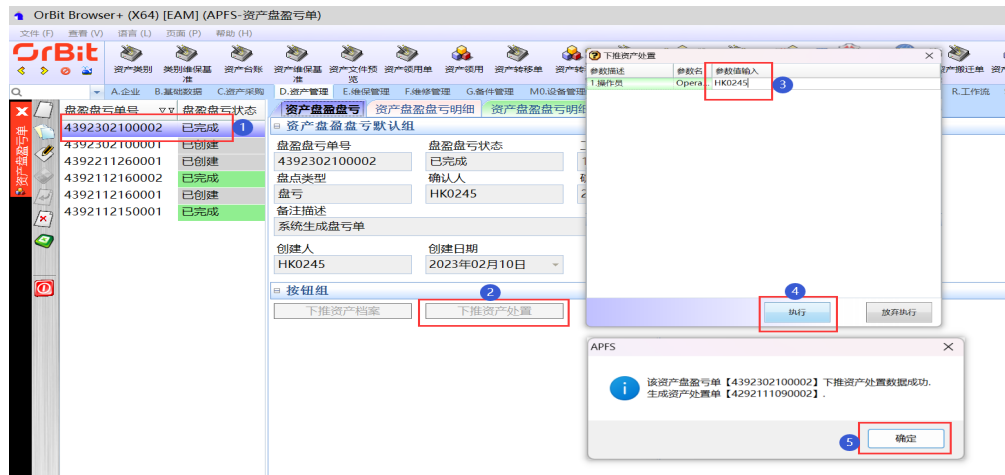 OrBit Browser+ (X64) [EAM] (APFS-资产盘盈亏单)
文件 (F) 查看 (V) 语言 (L) 页面 (P) 帮助 (H)
OrBit
资产类别 类别维保基准 资产台账 资产维保基准 资产文件预览 资产领用单 资产领用 资产转移单 资产转
资产搬迁单
A.企业 B.基础数据 C.资产采购 D.资产管理 E.维保管理 F.维修管理 G.备件管理 M0.设备管理
R.工作流
资产盘盈亏单
盘盈盘亏单号 盘盈盘亏状态
4392302100002 已完成 1
4392302100001 已创建
4392211260001 已创建
4392112160002 已完成
4392112160001 已创建
4392112150001 已完成
资产盘盈盘亏 资产盘盈盘亏明细 资产盘盈盘亏明细
资产盘盈盘亏默认组
盘盈盘亏单号 盘盈盘亏状态
4392302100002 已完成
盘点类型 确认人
盘亏 HK0245
备注描述
系统生成盘亏单
创建人 创建日期
HK0245 2023年02月10日
按钮组 2
下推资产档案 下推资产处置
下推资产处置
参数描述 参数名 参数值输入
1.操作员 Opera... HK0245
3
4
执行 放弃执行
APFS
该资产盘盈亏单【4392302100002】下推资产处置数据成功.
生成资产处置单【4292111090002】.
5 确定